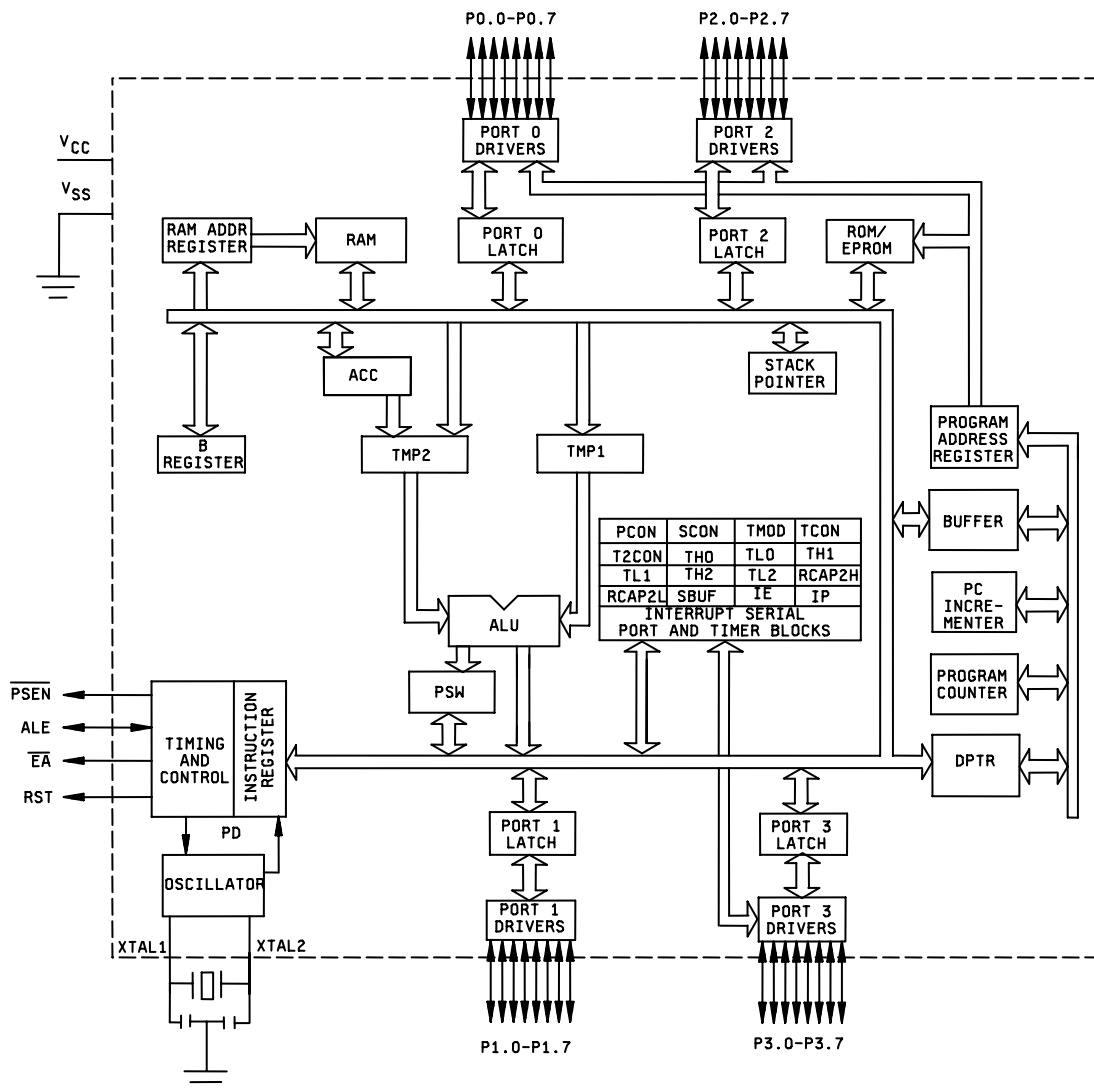 P0.0-P0.7
P2.0-P2.7
PORT 0
DRIVERS
PORT 2
DRIVERS
VCC
VSS
RAM ADDR
REGISTER
RAM
PORT 0
LATCH
PORT 2
LATCH
ROM/
EPROM
ACC
STACK
POINTER
B
REGISTER
TMP2
TMP1
PROGRAM
ADDRESS
REGISTER
BUFFER
PCON SCON TMOD TCON
T2CON TH0 TL0 TH1
TL1 TH2 TL2 RCAP2H
RCAP2L SBUF IE IP
INTERRUPT SERIAL
PORT AND TIMER BLOCKS
PC
INCRE-
MENTER
ALU
PSW
PROGRAM
COUNTER
PSEN
ALE
EA
RST
TIMING
AND
CONTROL
INSTRUCTION
REGISTER
DPTR
PD
OSCILLATOR
PORT 1
LATCH
PORT 3
LATCH
PORT 1
DRIVERS
PORT 3
DRIVERS
XTAL1
XTAL2
P1.0-P1.7
P3.0-P3.7